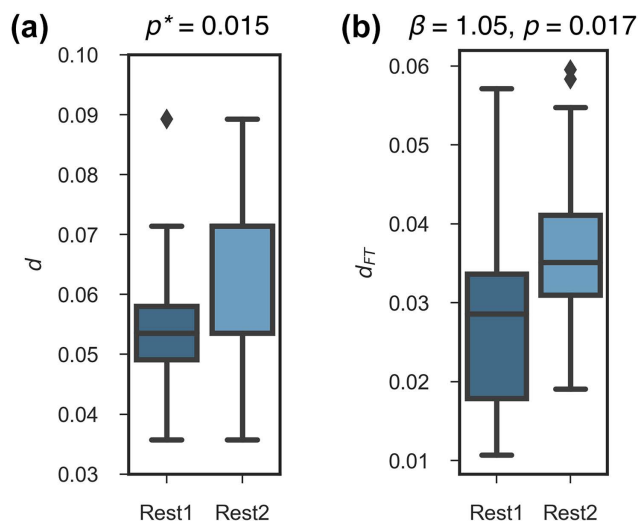 (a)
p* = 0.015
0.10
0.09
0.08
0.07
0.06
0.05
0.04
0.03
d
Rest1 Rest2
(b)
β = 1.05, p = 0.017
0.06
0.05
0.04
0.03
0.02
0.01
d_FT
Rest1 Rest2